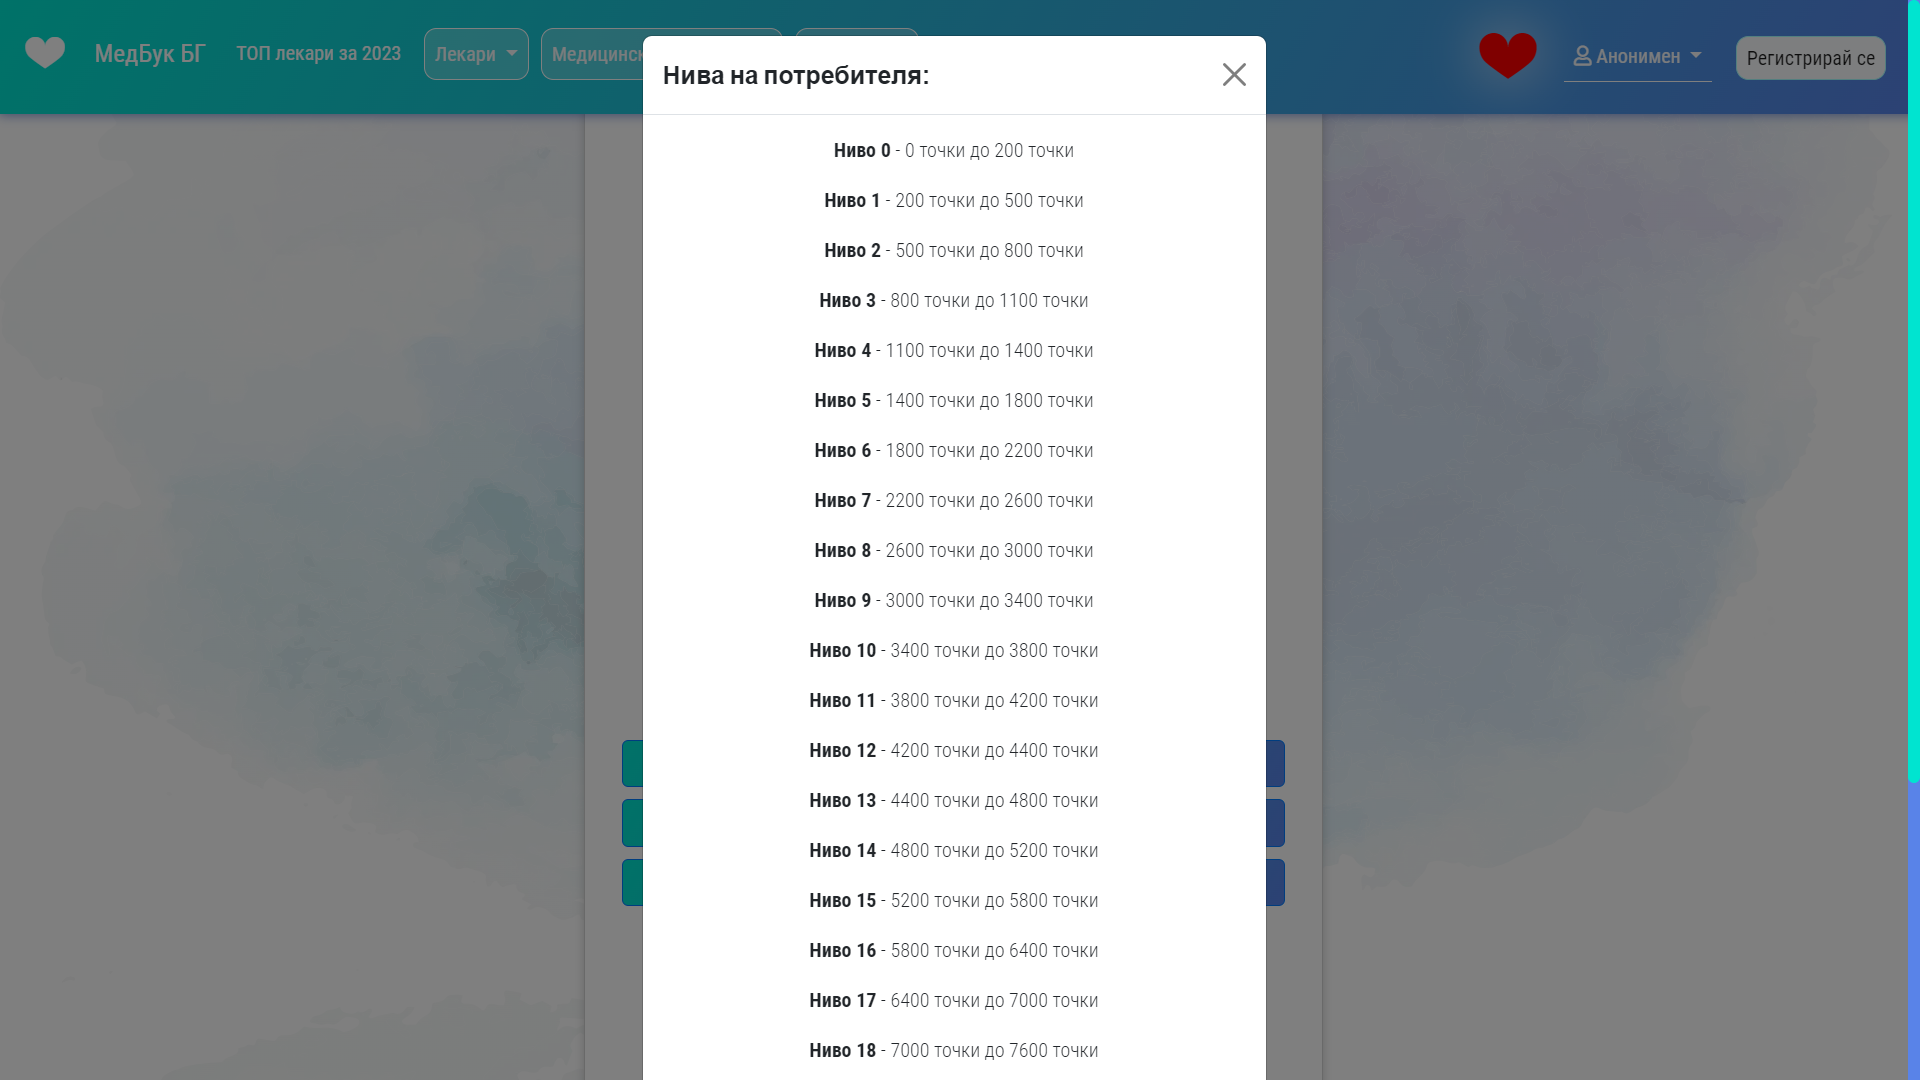 МедБук БГ
ТОП лекари за 2023
Лекари
Анонимен
Регистрирай се
Нива на потребителя:
Ниво 0 - 0 точки до 200 точки
Ниво 1 - 200 точки до 500 точки
Ниво 2 - 500 точки до 800 точки
Ниво 3 - 800 точки до 1100 точки
Ниво 4 - 1100 точки до 1400 точки
Ниво 5 - 1400 точки до 1800 точки
Ниво 6 - 1800 точки до 2200 точки
Ниво 7 - 2200 точки до 2600 точки
Ниво 8 - 2600 точки до 3000 точки
Ниво 9 - 3000 точки до 3400 точки
Ниво 10 - 3400 точки до 3800 точки
Ниво 11 - 3800 точки до 4200 точки
Ниво 12 - 4200 точки до 4400 точки
Ниво 13 - 4400 точки до 4800 точки
Ниво 14 - 4800 точки до 5200 точки
Ниво 15 - 5200 точки до 5800 точки
Ниво 16 - 5800 точки до 6400 точки
Ниво 17 - 6400 точки до 7000 точки
Ниво 18 - 7000 точки до 7600 точки